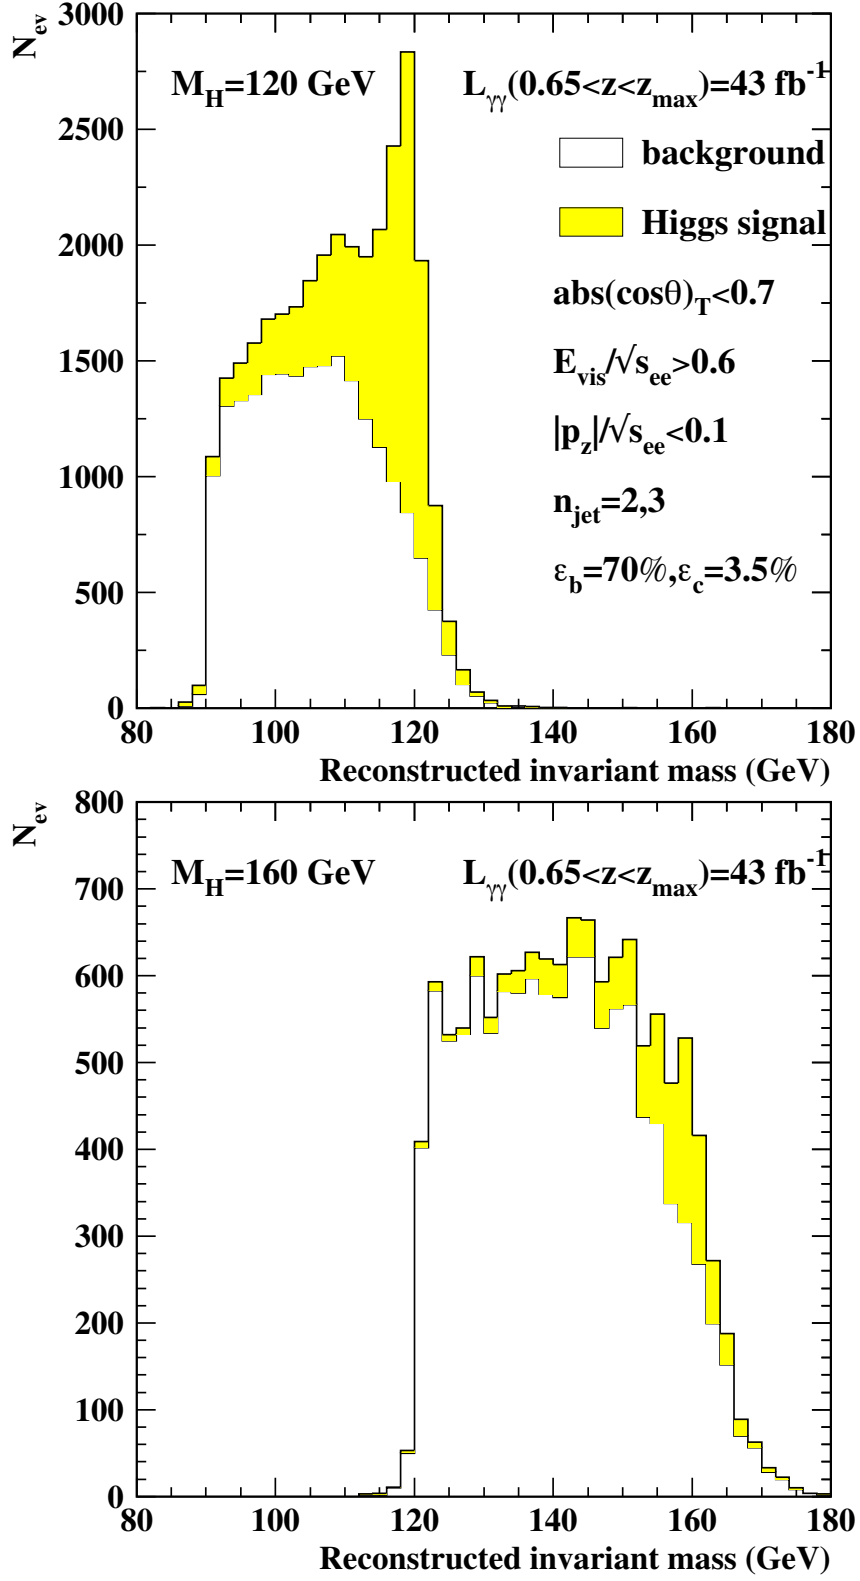 N_ev
3000
2500
2000
1500
1000
500
0
M_H=120 GeV
L_γγ(0.65<z<z_max)=43 fb^-1
background
Higgs signal
abs(cosθ)_T<0.7
E_vis/√s_ee>0.6
|p_z|/√s_ee<0.1
n_jet=2,3
ε_b=70%,ε_c=3.5%
80 100 120 140 160 180
Reconstructed invariant mass (GeV)
N_ev
800
700
600
500
400
300
200
100
0
M_H=160 GeV
L_γγ(0.65<z<z_max)=43 fb^-1
80 100 120 140 160 180
Reconstructed invariant mass (GeV)